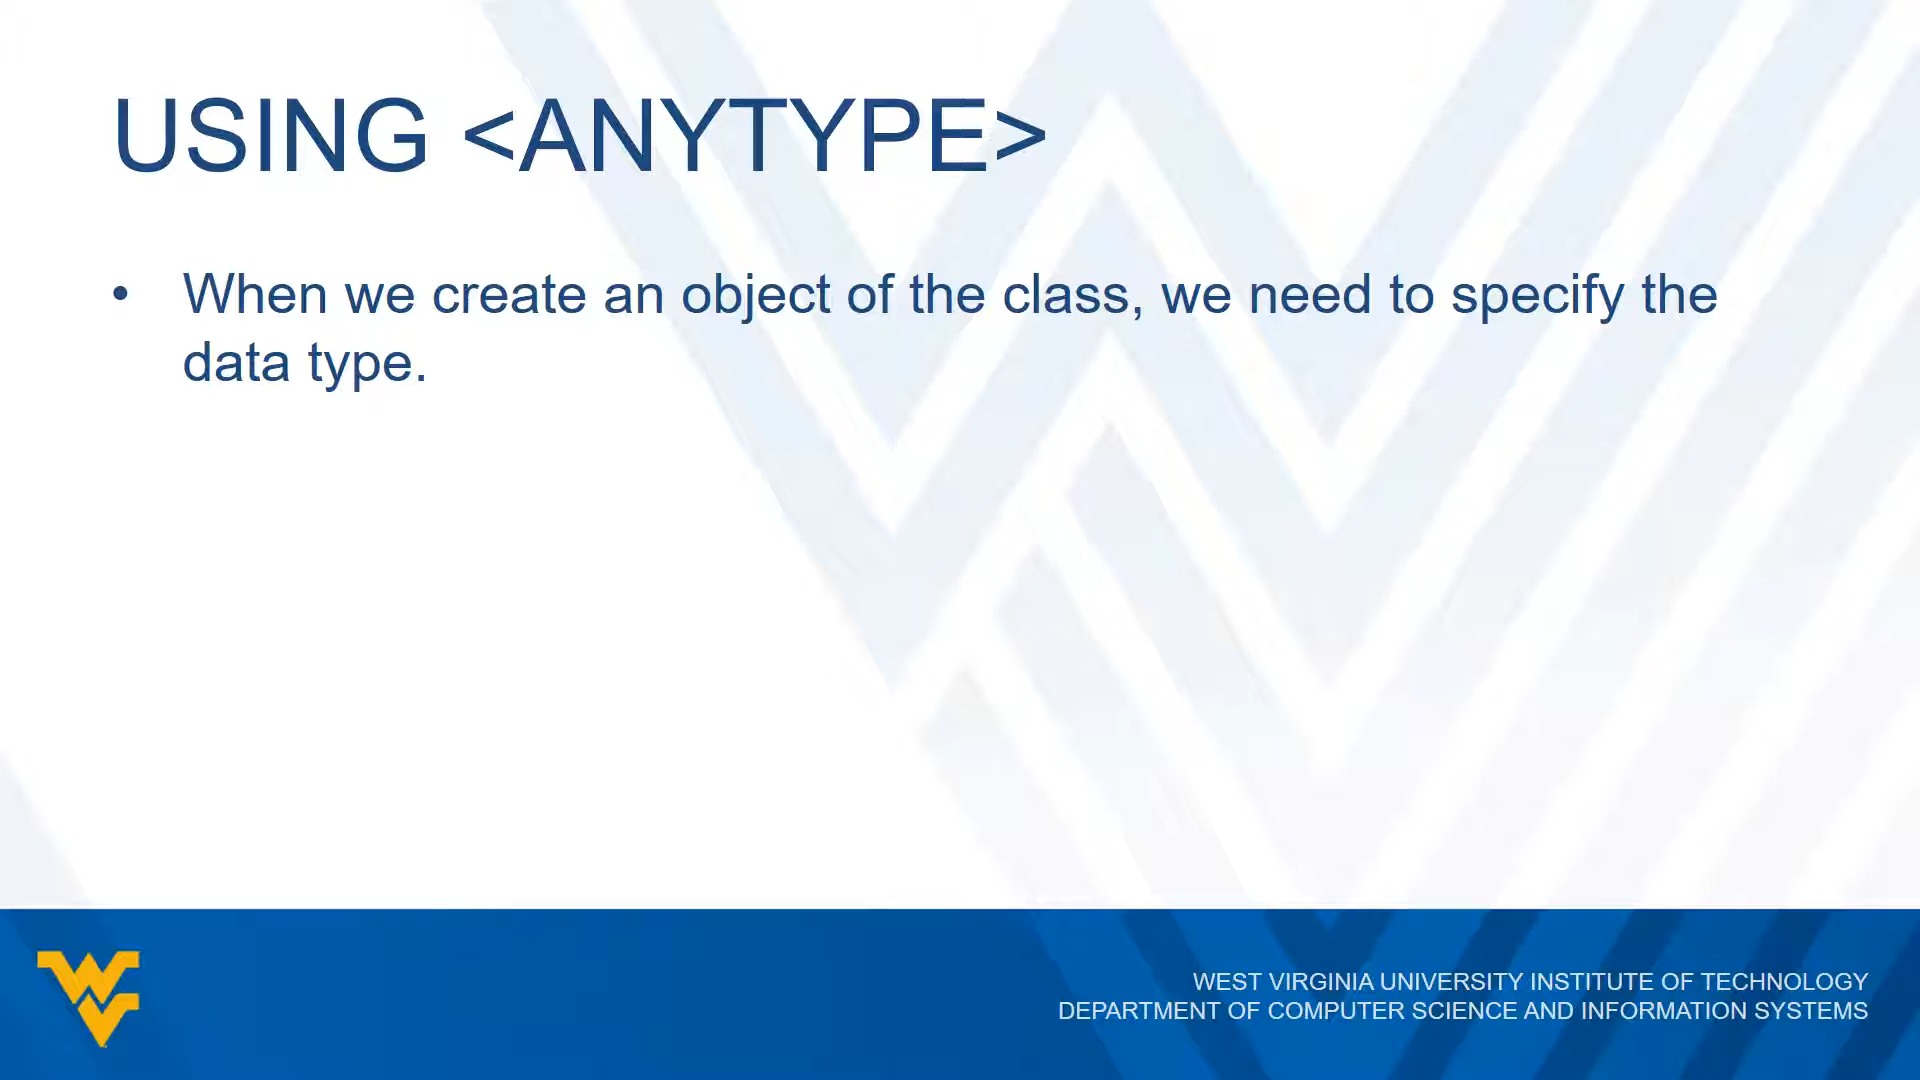 USING <ANYTYPE>
• When we create an object of the class, we need to specify the
data type.
WEST VIRGINIA UNIVERSITY INSTITUTE OF TECHNOLOGY
DEPARTMENT OF COMPUTER SCIENCE AND INFORMATION SYSTEMS